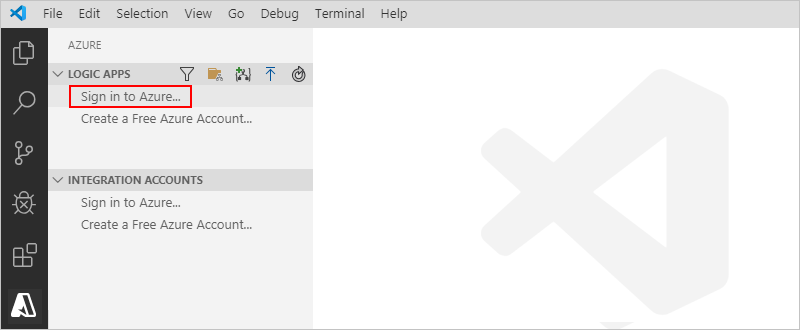 File Edit Selection View Go Debug Terminal Help
AZURE
LOGIC APPS
Sign in to Azure...
Create a Free Azure Account...
INTEGRATION ACCOUNTS
Sign in to Azure...
Create a Free Azure Account...